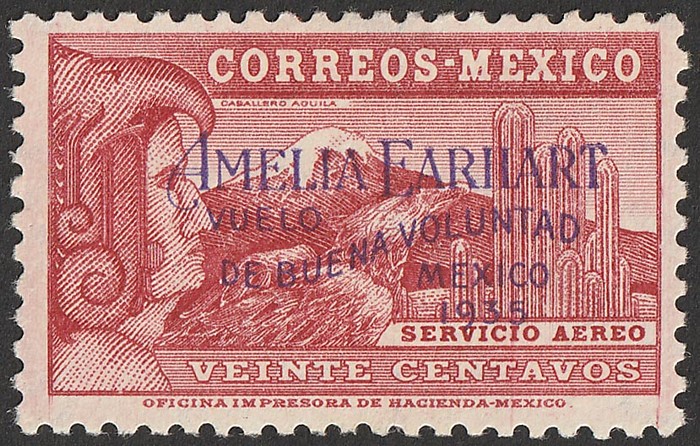 CORREOS-MEXICO
CABALLERO AGUILA
AMELIA EARHART
VUELO
DE BUENA VOLUNTAD
MEXICO
1935
SERVICIO AEREO
VEINTE CENTAVOS
OFICINA IMPRESORA DE HACIENDA-MEXICO.